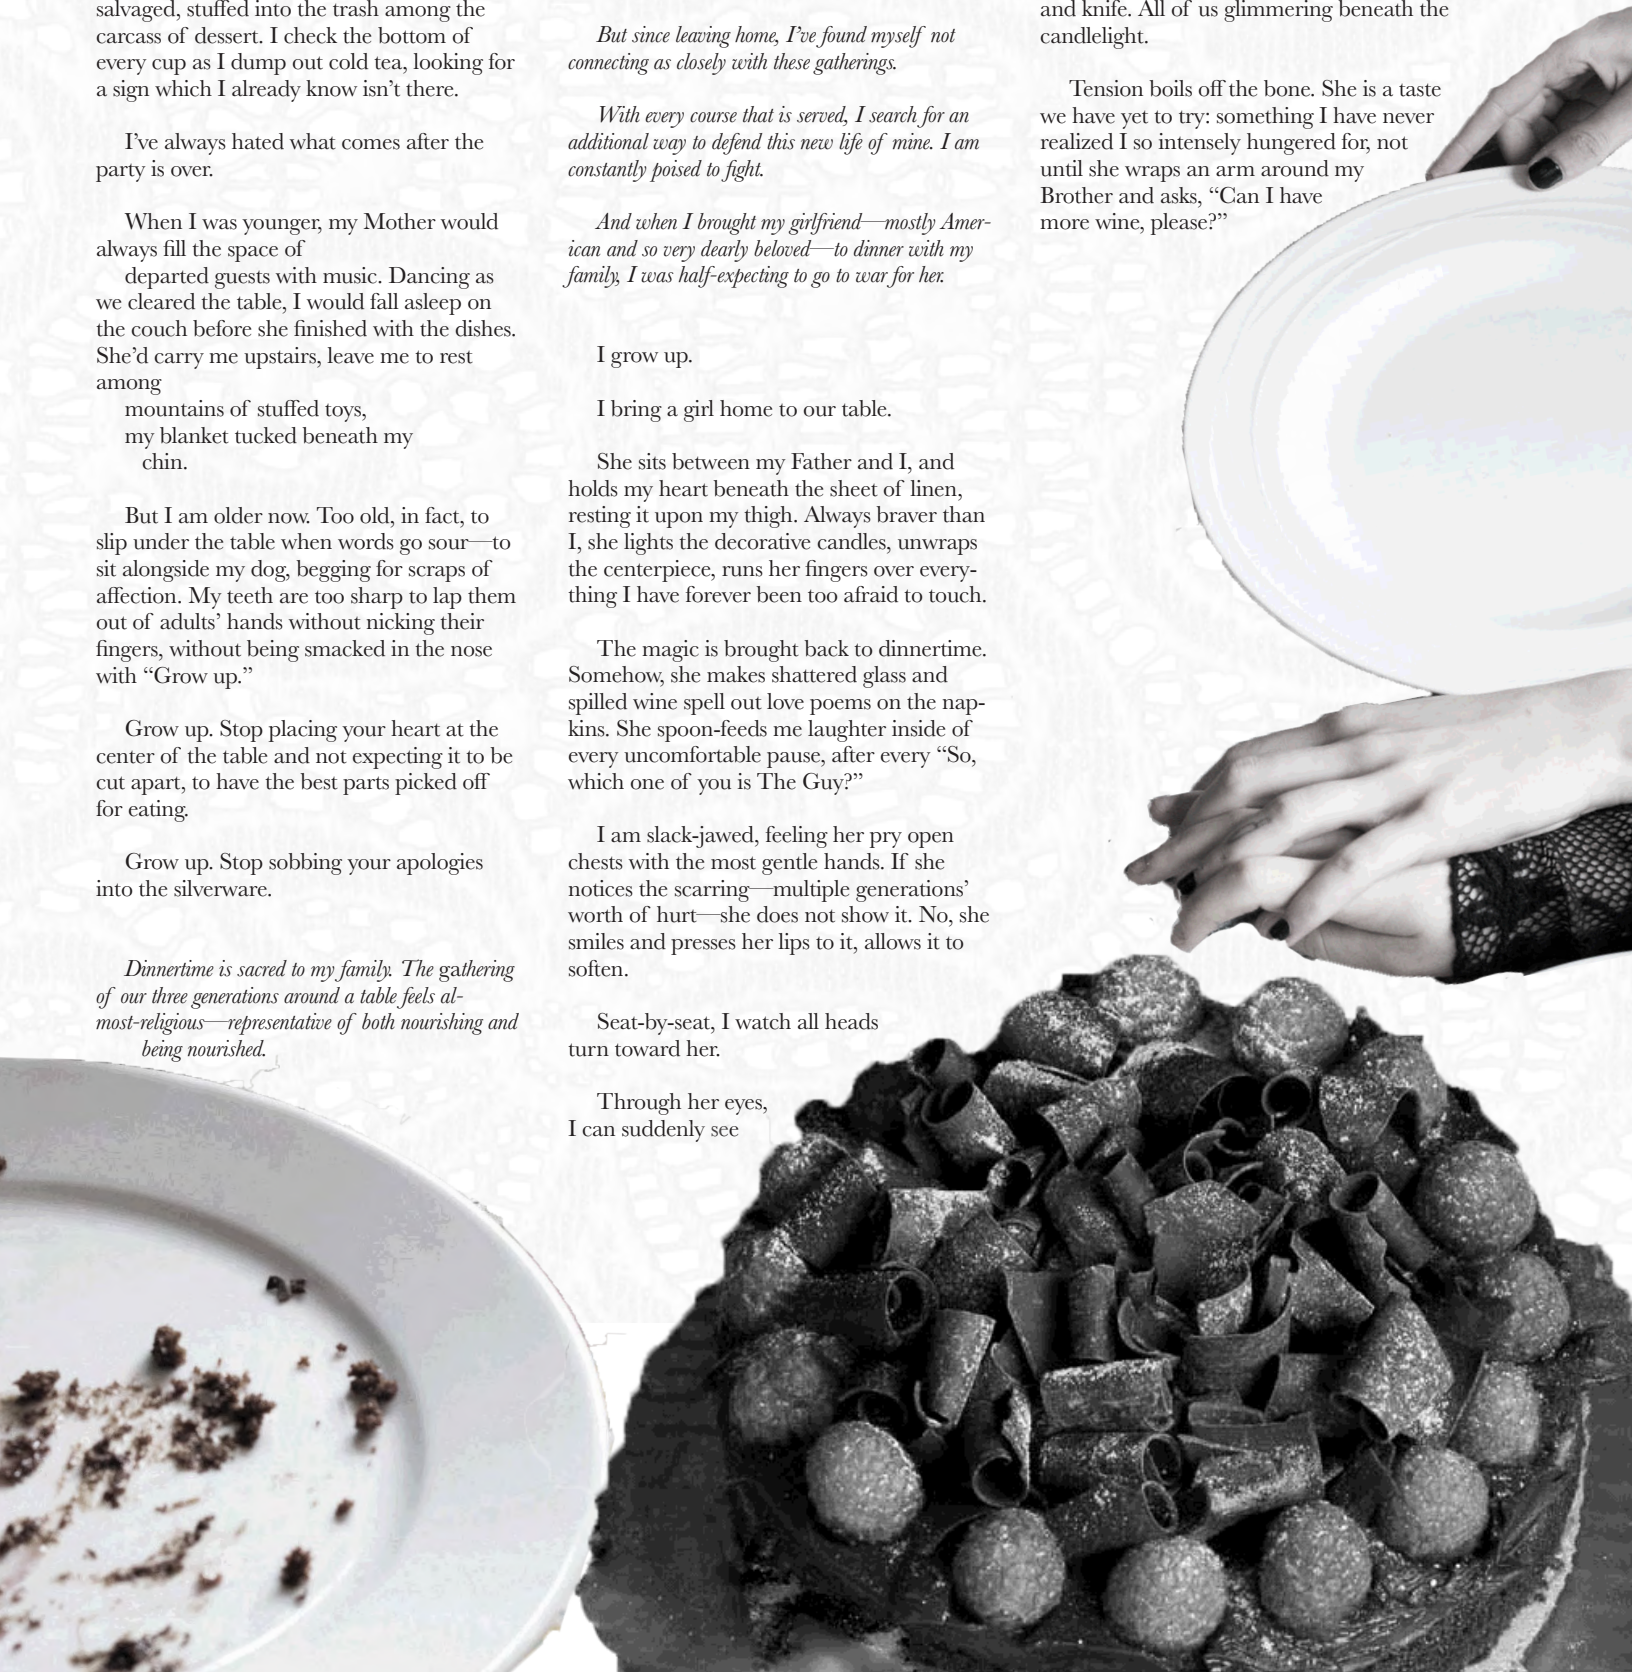 salvaged, stuffed into the trash among the
carcass of dessert. I check the bottom of
every cup as I dump out cold tea, looking for
a sign which I already know isn’t there.
I’ve always hated what comes after the
party is over.
When I was younger, my Mother would
always fill the space of
departed guests with music. Dancing as
we cleared the table, I would fall asleep on
the couch before she finished with the dishes.
She’d carry me upstairs, leave me to rest
among
mountains of stuffed toys,
my blanket tucked beneath my
chin.
But I am older now. Too old, in fact, to
slip under the table when words go sour—to
sit alongside my dog, begging for scraps of
affection. My teeth are too sharp to lap them
out of adults’ hands without nicking their
fingers, without being smacked in the nose
with “Grow up.”
Grow up. Stop placing your heart at the
center of the table and not expecting it to be
cut apart, to have the best parts picked off
for eating.
Grow up. Stop sobbing your apologies
into the silverware.
Dinnertime is sacred to my family. The gathering
of our three generations around a table feels al-
most-religious—representative of both nourishing and
being nourished.
But since leaving home, I’ve found myself not
connecting as closely with these gatherings.
With every course that is served, I search for an
additional way to defend this new life of mine. I am
constantly poised to fight.
And when I brought my girlfriend—mostly Amer-
ican and so very dearly beloved—to dinner with my
family, I was half-expecting to go to war for her.
I grow up.
I bring a girl home to our table.
She sits between my Father and I, and
holds my heart beneath the sheet of linen,
resting it upon my thigh. Always braver than
I, she lights the decorative candles, unwraps
the centerpiece, runs her fingers over every-
thing I have forever been too afraid to touch.
The magic is brought back to dinnertime.
Somehow, she makes shattered glass and
spilled wine spell out love poems on the nap-
kins. She spoon-feeds me laughter inside of
every uncomfortable pause, after every “So,
which one of you is The Guy?”
I am slack-jawed, feeling her pry open
chests with the most gentle hands. If she
notices the scarring—multiple generations’
worth of hurt—she does not show it. No, she
smiles and presses her lips to it, allows it to
soften.
Seat-by-seat, I watch all heads
turn toward her.
Through her eyes,
I can suddenly see
and knife. All of us glimmering beneath the
candlelight.
Tension boils off the bone. She is a taste
we have yet to try: something I have never
realized I so intensely hungered for, not
until she wraps an arm around my
Brother and asks, “Can I have
more wine, please?”